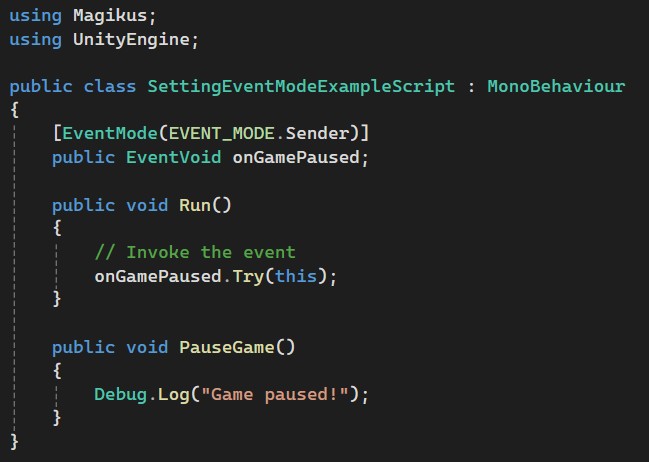 using Magikus;
using UnityEngine;

public class SettingEventModeExampleScript : MonoBehaviour
{
    [EventMode(EVENT_MODE.Sender)]
    public EventVoid onGamePaused;

    public void Run()
    {
        // Invoke the event
        onGamePaused.Try(this);
    }

    public void PauseGame()
    {
        Debug.Log("Game paused!");
    }
}